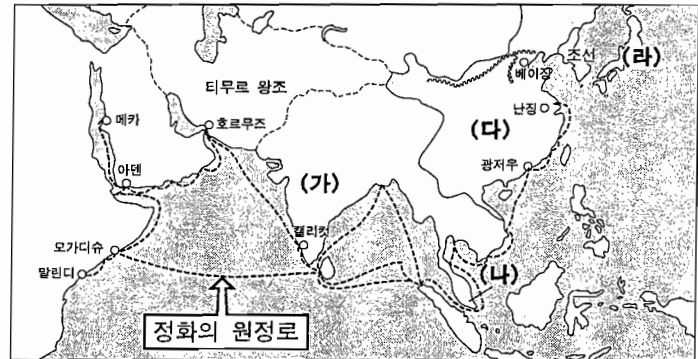 조선
(라)
베이징
티무르 왕조
난징
메카
호르무즈
(다)
(가)
광저우
아덴
캘리컷
모가디슈
(나)
말린디
정화의 원정로